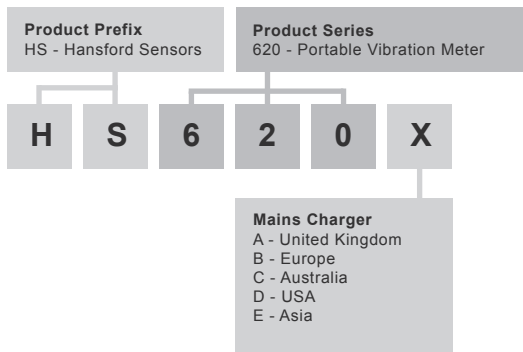 Product Prefix
HS - Hansford Sensors
Product Series
620 - Portable Vibration Meter
H S 6 2 0 X
Mains Charger
A - United Kingdom
B - Europe
C - Australia
D - USA
E - Asia